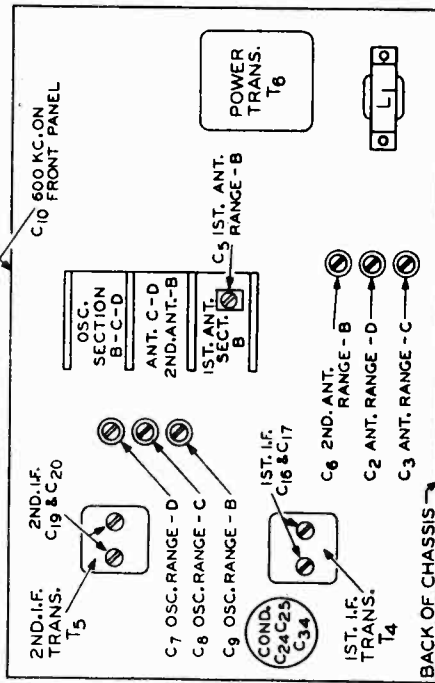 C10 600 KC. ON
FRONT PANEL
POWER
TRANS.
T6
L1
C5 1ST. ANT.
RANGE-B
OSC.
SECTION
B-C-D
ANT. C-D
2ND. ANT.-B
1ST. ANT.
SECT.
B
C6 2ND. ANT.
RANGE-B
C2 ANT. RANGE-D
C3 ANT. RANGE-C
2ND. I.F.
C19 & C20
2ND. I.F.
TRANS.
T5
C7 OSC. RANGE-D
C8 OSC. RANGE-C
C9 OSC. RANGE-B
1ST. I.F.
C16 & C17
COND.
C24 C25
C34
1ST. I.F.
TRANS.
T4
BACK OF CHASSIS